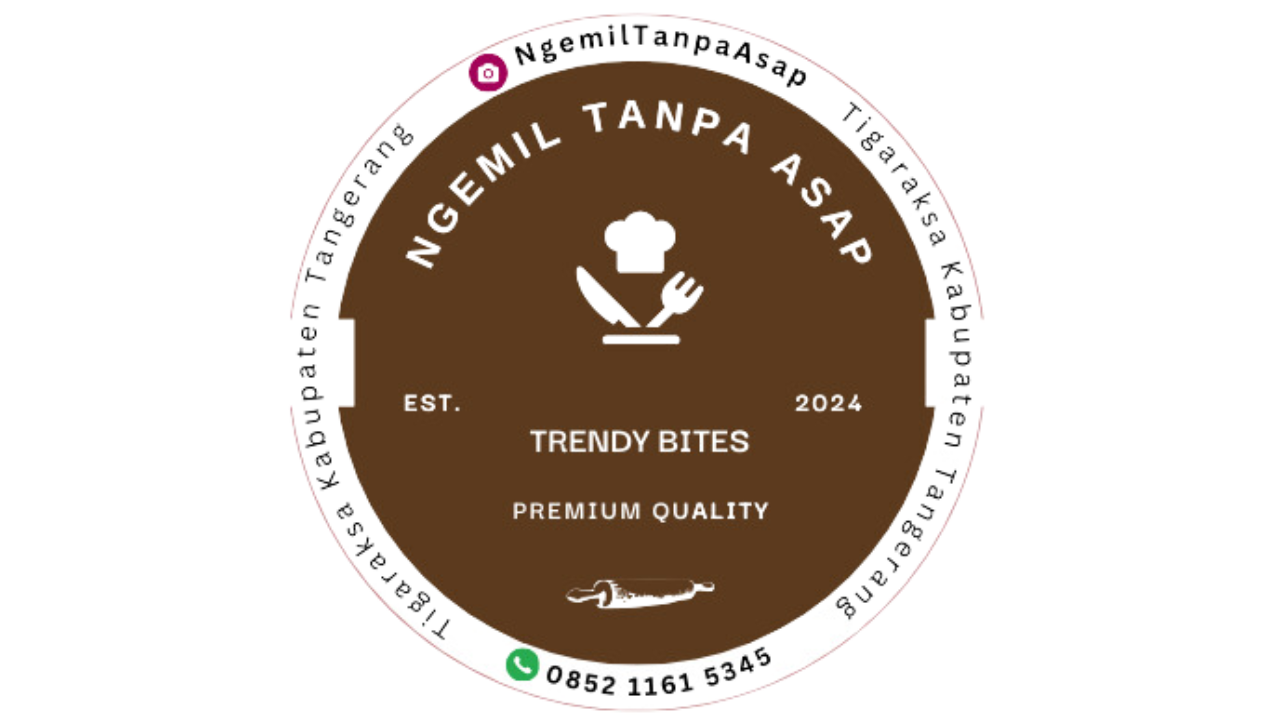 NgemilTanpaAsap
NGEMIL TANPA ASAP
Tigaraksa Kabupaten Tangerang
Tigaraksa Kabupaten Tangerang
EST.
2024
TRENDY BITES
PREMIUM QUALITY
0852 1161 5345